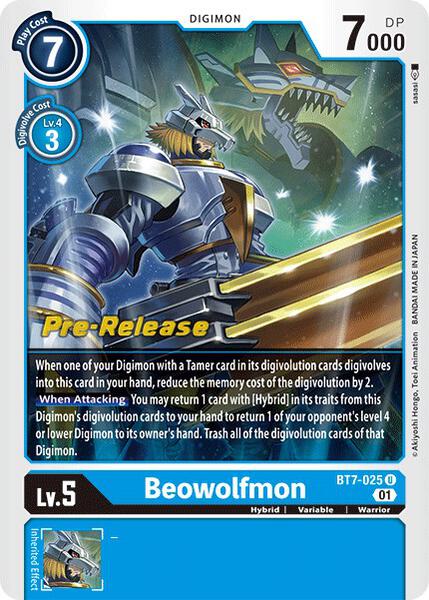 Play Cost
7
DIGIMON
DP
7000
Digivolve Cost
Lv.4
3
sasasi
©Akiyoshi Hongo, Toei Animation BANDAI MADE IN JAPAN
Pre-Release
When one of your Digimon with a Tamer card in its digivolution cards digivolves
into this card in your hand, reduce the memory cost of the digivolution by 2.
When Attacking You may return 1 card with [Hybrid] in its traits from this
Digimon's digivolution cards to your hand to return 1 of your opponent's level 4
or lower Digimon to its owner's hand. Trash all of the digivolution cards of that
Digimon.
Lv.5
Beowolfmon
BT7-025 U
01
Hybrid | Variable | Warrior
Inherited Effect
–